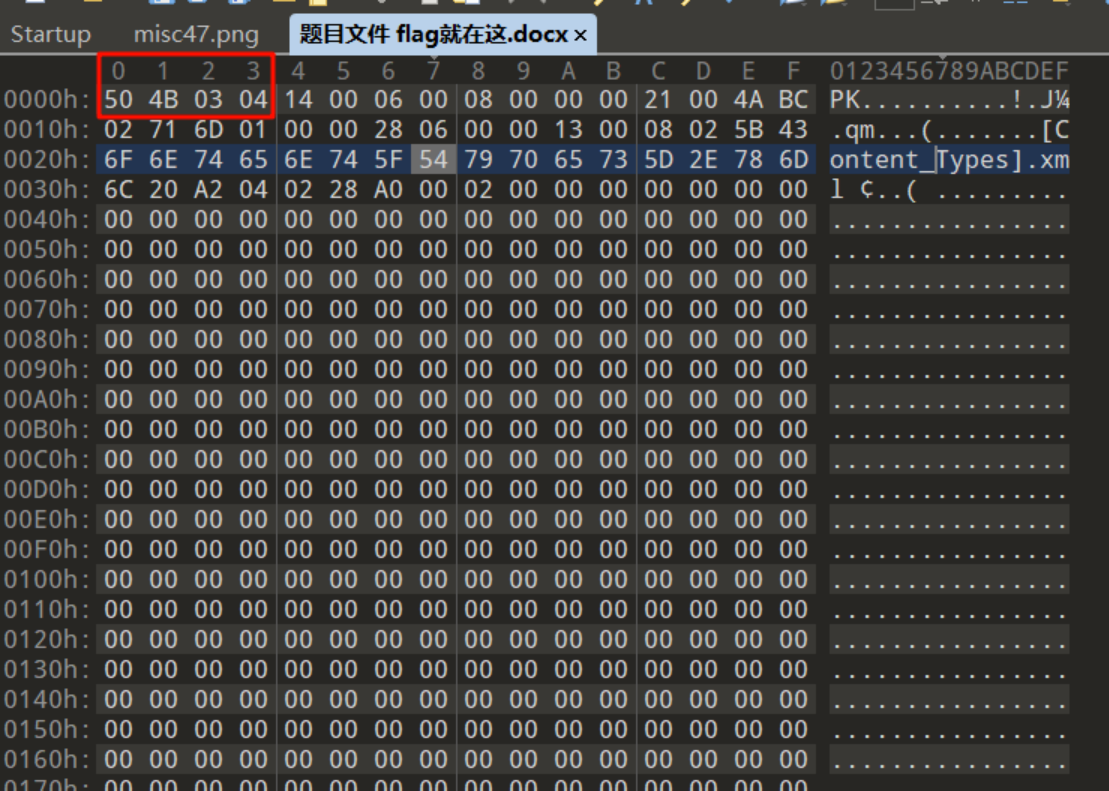 Startup misc47.png 题目文件 flag就在这.docx ×
0 1 2 3 4 5 6 7 8 9 A B C D E F 0123456789ABCDEF
0000h: 50 4B 03 04 14 00 06 00 08 00 00 00 21 00 4A BC PK..........!.J¼
0010h: 02 71 6D 01 00 00 28 06 00 00 13 00 08 02 5B 43 .qm...(.......[C
0020h: 6F 6E 74 65 6E 74 5F 54 79 70 65 73 5D 2E 78 6D ontent_Types].xm
0030h: 6C 20 A2 04 02 28 A0 00 02 00 00 00 00 00 00 00 l ¢..( .........
0040h: 00 00 00 00 00 00 00 00 00 00 00 00 00 00 00 00 ................
0050h: 00 00 00 00 00 00 00 00 00 00 00 00 00 00 00 00 ................
0060h: 00 00 00 00 00 00 00 00 00 00 00 00 00 00 00 00 ................
0070h: 00 00 00 00 00 00 00 00 00 00 00 00 00 00 00 00 ................
0080h: 00 00 00 00 00 00 00 00 00 00 00 00 00 00 00 00 ................
0090h: 00 00 00 00 00 00 00 00 00 00 00 00 00 00 00 00 ................
00A0h: 00 00 00 00 00 00 00 00 00 00 00 00 00 00 00 00 ................
00B0h: 00 00 00 00 00 00 00 00 00 00 00 00 00 00 00 00 ................
00C0h: 00 00 00 00 00 00 00 00 00 00 00 00 00 00 00 00 ................
00D0h: 00 00 00 00 00 00 00 00 00 00 00 00 00 00 00 00 ................
00E0h: 00 00 00 00 00 00 00 00 00 00 00 00 00 00 00 00 ................
00F0h: 00 00 00 00 00 00 00 00 00 00 00 00 00 00 00 00 ................
0100h: 00 00 00 00 00 00 00 00 00 00 00 00 00 00 00 00 ................
0110h: 00 00 00 00 00 00 00 00 00 00 00 00 00 00 00 00 ................
0120h: 00 00 00 00 00 00 00 00 00 00 00 00 00 00 00 00 ................
0130h: 00 00 00 00 00 00 00 00 00 00 00 00 00 00 00 00 ................
0140h: 00 00 00 00 00 00 00 00 00 00 00 00 00 00 00 00 ................
0150h: 00 00 00 00 00 00 00 00 00 00 00 00 00 00 00 00 ................
0160h: 00 00 00 00 00 00 00 00 00 00 00 00 00 00 00 00 ................
0170h: 00 00 00 00 00 00 00 00 00 00 00 00 00 00 00 00